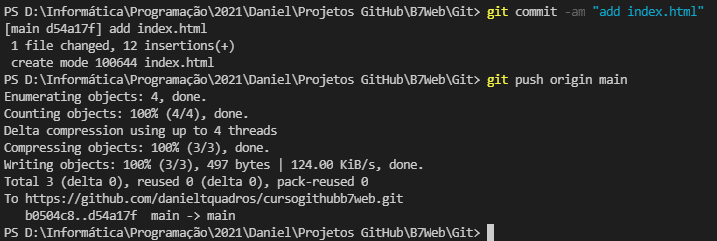 PS D:\Informática\Programação\2021\Daniel\Projetos GitHub\B7Web\Git> git commit -am "add index.html"
[main d54a17f] add index.html
 1 file changed, 12 insertions(+)
 create mode 100644 index.html
PS D:\Informática\Programação\2021\Daniel\Projetos GitHub\B7Web\Git> git push origin main
Enumerating objects: 4, done.
Counting objects: 100% (4/4), done.
Delta compression using up to 4 threads
Compressing objects: 100% (3/3), done.
Writing objects: 100% (3/3), 497 bytes | 124.00 KiB/s, done.
Total 3 (delta 0), reused 0 (delta 0), pack-reused 0
To https://github.com/danieltquadros/cursogithubb7web.git
   b0504c8..d54a17f  main -> main
PS D:\Informática\Programação\2021\Daniel\Projetos GitHub\B7Web\Git>